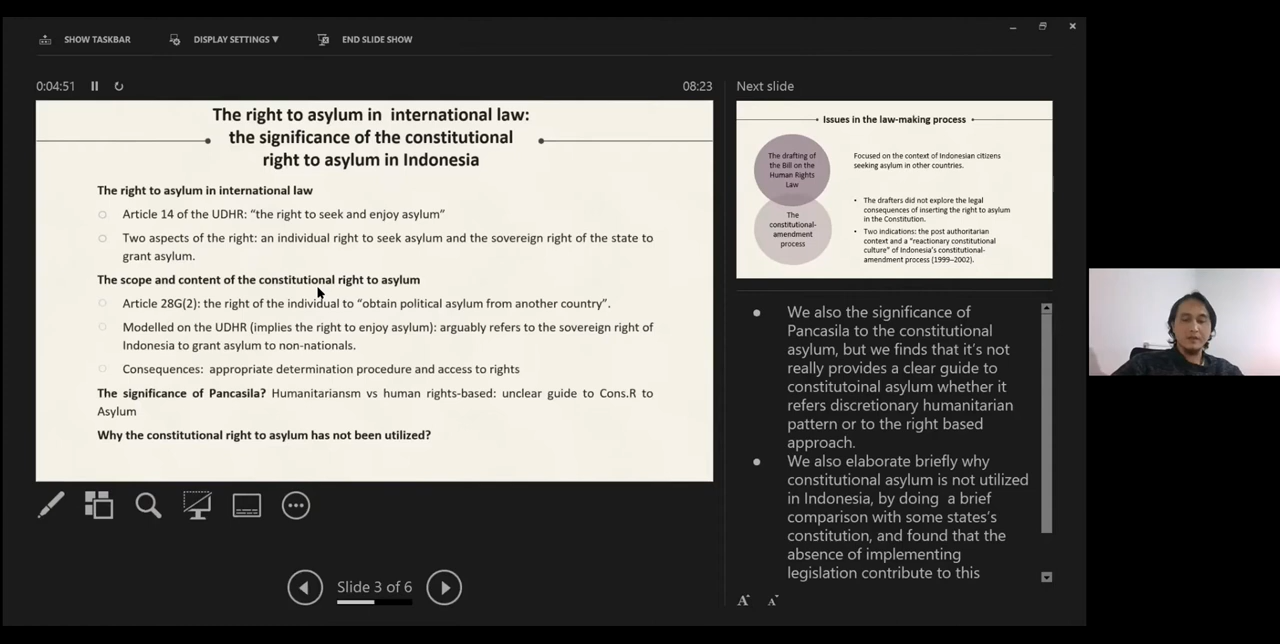 SHOW TASKBAR
DISPLAY SETTINGS ▼
END SLIDE SHOW
0:04:51
08:23
The right to asylum in international law:
the significance of the constitutional
right to asylum in Indonesia
The right to asylum in international law
Article 14 of the UDHR: “the right to seek and enjoy asylum”
Two aspects of the right: an individual right to seek asylum and the sovereign right of the state to
grant asylum.
The scope and content of the constitutional right to asylum
Article 28G(2): the right of the individual to “obtain political asylum from another country”.
Modelled on the UDHR (implies the right to enjoy asylum): arguably refers to the sovereign right of
Indonesia to grant asylum to non-nationals.
Consequences: appropriate determination procedure and access to rights
The significance of Pancasila? Humanitariansm vs human rights-based: unclear guide to Cons.R to
Asylum
Why the constitutional right to asylum has not been utilized?
Slide 3 of 6
Next slide
Issues in the law-making process
The drafting of
the Bill on the
Human Rights
Law
Focused on the context of Indonesian citizens
seeking asylum in other countries.
The
constitutional-
amendment
process
• The drafters did not explore the legal
consequences of inserting the right to asylum
in the Constitution.
• Two indications: the post authoritarian
context and a “reactionary constitutional
culture” of Indonesia’s constitutional-
amendment process (1999–2002).
• We also the significance of
Pancasila to the constitutional
asylum, but we finds that it’s not
really provides a clear guide to
constitutoinal asylum whether it
refers discretionary humanitarian
pattern or to the right based
approach.
• We also elaborate briefly why
constitutional asylum is not utilized
in Indonesia, by doing a brief
comparison with some states’s
constitution, and found that the
absence of implementing
legislation contribute to this
A A